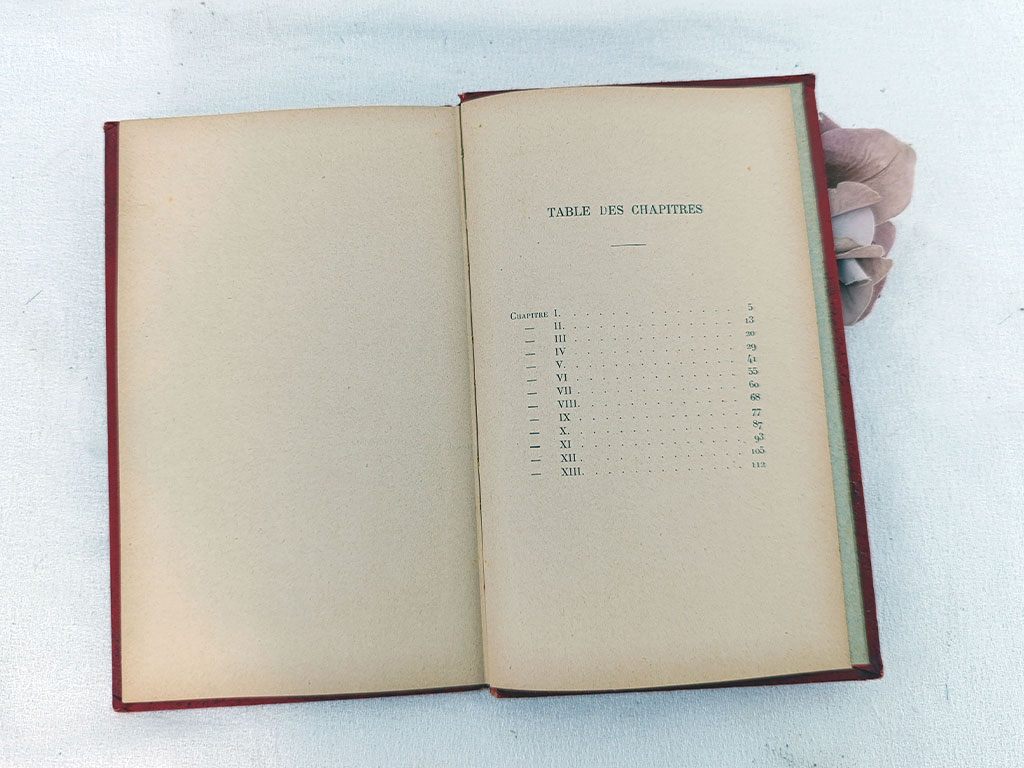 TABLE DES CHAPITRES
CHAPITRE I. . . . . . . . . . . . . . . . . 5
— II. . . . . . . . . . . . . . . . . 13
— III . . . . . . . . . . . . . . . . 20
— IV . . . . . . . . . . . . . . . . 29
— V. . . . . . . . . . . . . . . . . 41
— VI . . . . . . . . . . . . . . . . 55
— VII . . . . . . . . . . . . . . . . 60
— VIII. . . . . . . . . . . . . . . . 68
— IX . . . . . . . . . . . . . . . . 77
— X. . . . . . . . . . . . . . . . . 87
— XI . . . . . . . . . . . . . . . . 93
— XII . . . . . . . . . . . . . . . . 105
— XIII. . . . . . . . . . . . . . . . 112